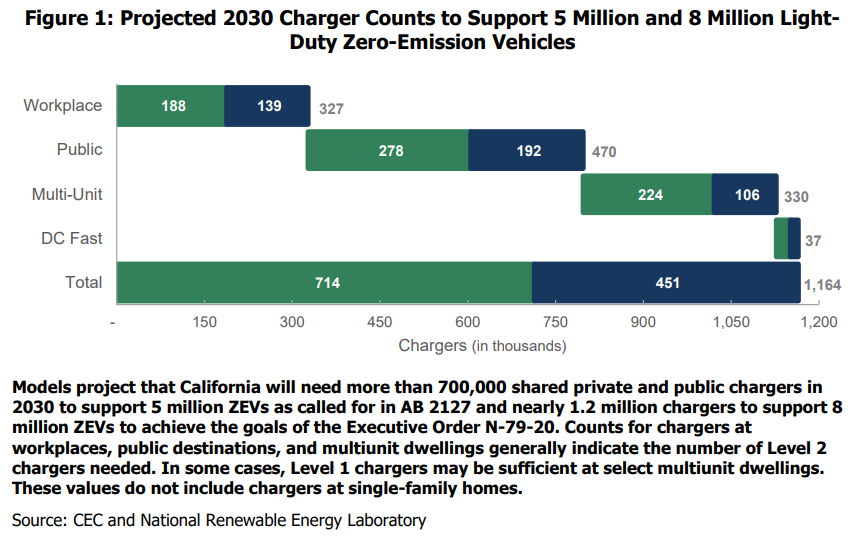 Figure 1: Projected 2030 Charger Counts to Support 5 Million and 8 Million Light-
Duty Zero-Emission Vehicles
Workplace 188 139 327
Public 278 192 470
Multi-Unit 224 106 330
DC Fast 37
Total 714 451 1,164
- 150 300 450 600 750 900 1,050 1,200
Chargers (in thousands)
Models project that California will need more than 700,000 shared private and public chargers in
2030 to support 5 million ZEVs as called for in AB 2127 and nearly 1.2 million chargers to support 8
million ZEVs to achieve the goals of the Executive Order N-79-20. Counts for chargers at
workplaces, public destinations, and multiunit dwellings generally indicate the number of Level 2
chargers needed. In some cases, Level 1 chargers may be sufficient at select multiunit dwellings.
These values do not include chargers at single-family homes.
Source: CEC and National Renewable Energy Laboratory